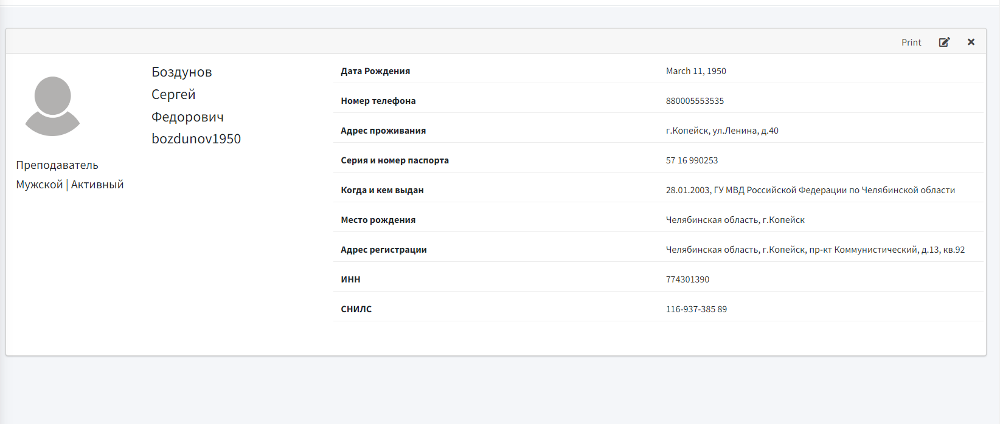 Print
Боздунов
Сергей
Федорович
bozdunov1950
Преподаватель
Мужской | Активный
Дата Рождения March 11, 1950
Номер телефона 880005553535
Адрес проживания г.Копейск, ул.Ленина, д.40
Серия и номер паспорта 57 16 990253
Когда и кем выдан 28.01.2003, ГУ МВД Российской Федерации по Челябинской области
Место рождения Челябинская область, г.Копейск
Адрес регистрации Челябинская область, г.Копейск, пр-кт Коммунистический, д.13, кв.92
ИНН 774301390
СНИЛС 116-937-385 89